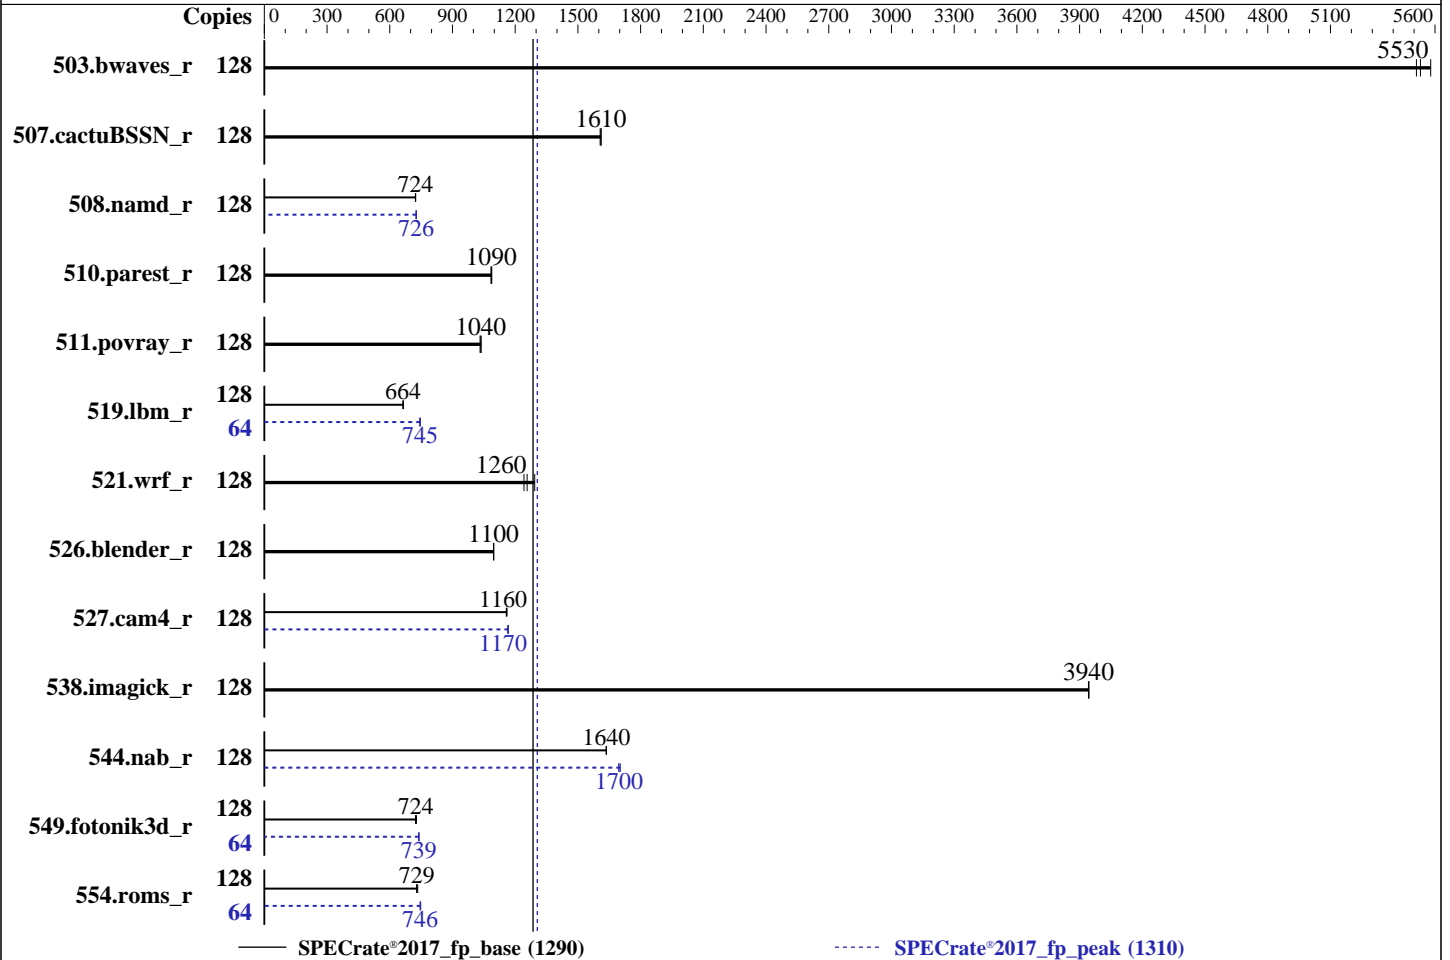 Copies 0 300 600 900 1200 1500 1800 2100 2400 2700 3000 3300 3600 3900 4200 4500 4800 5100 5600
503.bwaves_r 128 5530
507.cactuBSSN_r 128 1610
508.namd_r 128 724
726
510.parest_r 128 1090
511.povray_r 128 1040
519.lbm_r 128 664
64 745
521.wrf_r 128 1260
526.blender_r 128 1100
527.cam4_r 128 1160
1170
538.imagick_r 128 3940
544.nab_r 128 1640
1700
549.fotonik3d_r 128 724
64 739
554.roms_r 128 729
64 746
SPECrate®2017_fp_base (1290) SPECrate®2017_fp_peak (1310)